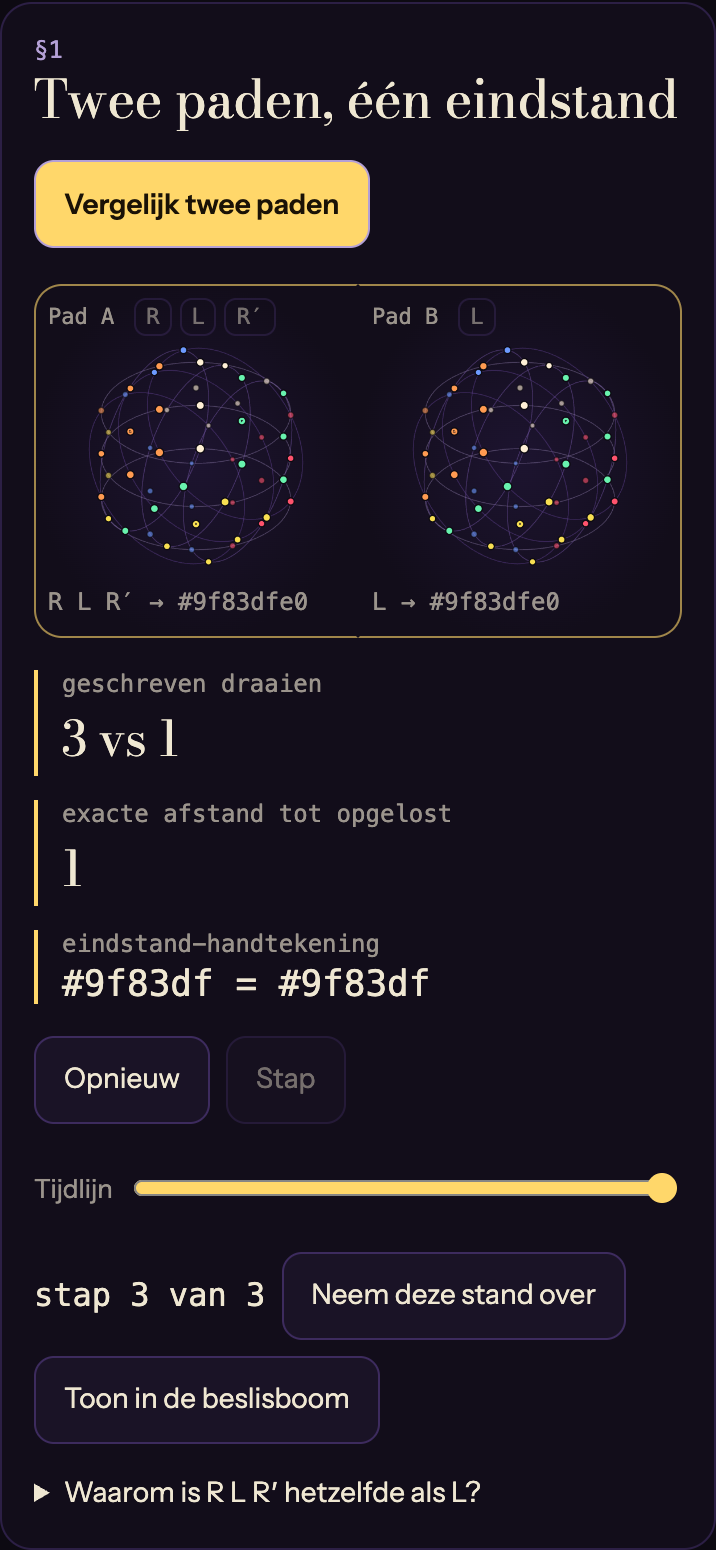 §1
Twee paden, één eindstand
Vergelijk twee paden
Pad A R L R′
Pad B L
R L R′ → #9f83dfe0
L → #9f83dfe0
geschreven draaien
3 vs 1
exacte afstand tot opgelost
1
eindstand-handtekening
#9f83df = #9f83df
Opnieuw
Stap
Tijdlijn
stap 3 van 3
Neem deze stand over
Toon in de beslisboom
▶ Waarom is R L R′ hetzelfde als L?